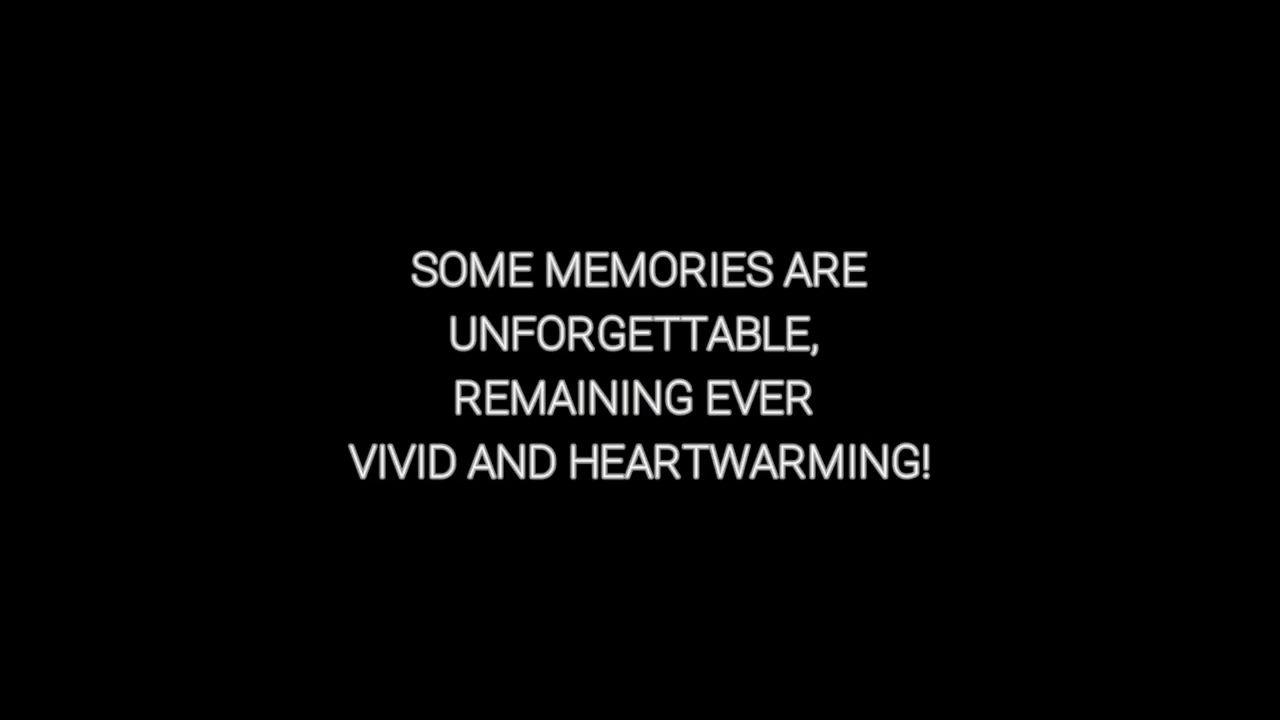 SOME MEMORIES ARE
UNFORGETTABLE,
REMAINING EVER
VIVID AND HEARTWARMING!